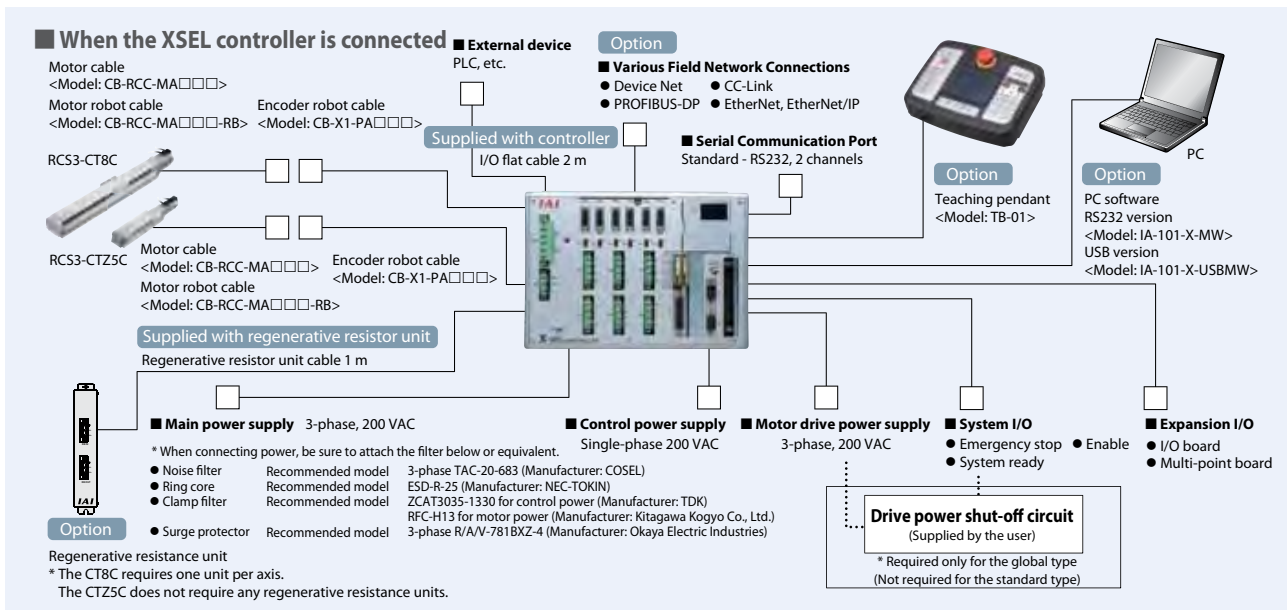 ■ When the XSEL controller is connected
Motor cable
<Model: CB-RCC-MA□□□>
Motor robot cable
<Model: CB-RCC-MA□□□-RB>
Encoder robot cable
<Model: CB-X1-PA□□□>
■ External device
PLC, etc.
Option
■ Various Field Network Connections
● Device Net ● CC-Link
● PROFIBUS-DP ● EtherNet, EtherNet/IP
Supplied with controller
I/O flat cable 2 m
■ Serial Communication Port
Standard - RS232, 2 channels
PC
Option
Teaching pendant
<Model: TB-01>
Option
PC software
RS232 version
<Model: IA-101-X-MW>
USB version
<Model: IA-101-X-USBMW>
RCS3-CT8C
RCS3-CTZ5C
Motor cable
<Model: CB-RCC-MA□□□>
Motor robot cable
<Model: CB-RCC-MA□□□-RB>
Encoder robot cable
<Model: CB-X1-PA□□□>
IAI
Supplied with regenerative resistor unit
Regenerative resistor unit cable 1 m
IAI
Option
Regenerative resistance unit
* The CT8C requires one unit per axis.
The CTZ5C does not require any regenerative resistance units.
■ Main power supply 3-phase, 200 VAC
* When connecting power, be sure to attach the filter below or equivalent.
● Noise filter Recommended model 3-phase TAC-20-683 (Manufacturer: COSEL)
● Ring core Recommended model ESD-R-25 (Manufacturer: NEC-TOKIN)
● Clamp filter Recommended model ZCAT3035-1330 for control power (Manufacturer: TDK)
RFC-H13 for motor power (Manufacturer: Kitagawa Kogyo Co., Ltd.)
● Surge protector Recommended model 3-phase R/A/V-781BXZ-4 (Manufacturer: Okaya Electric Industries)
■ Control power supply
Single-phase 200 VAC
■ Motor drive power supply
3-phase, 200 VAC
■ System I/O
● Emergency stop ● Enable
● System ready
■ Expansion I/O
● I/O board
● Multi-point board
Drive power shut-off circuit
(Supplied by the user)
* Required only for the global type
(Not required for the standard type)